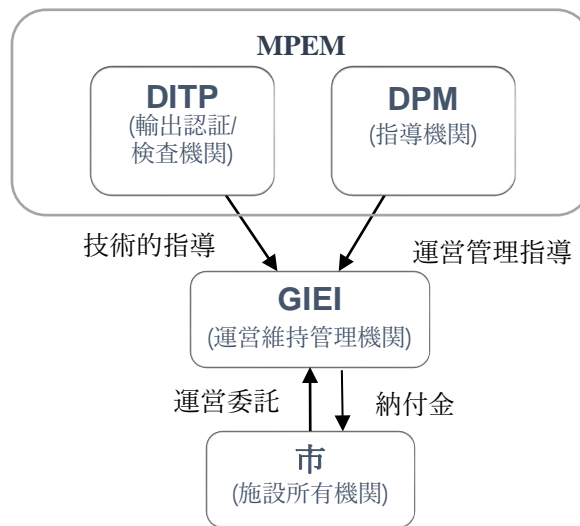 MPEM
DITP
(輸出認証/
検査機関)
DPM
(指導機関)
技術的指導
運営管理指導
GIEI
(運営維持管理機関)
運営委託
納付金
市
(施設所有機関)